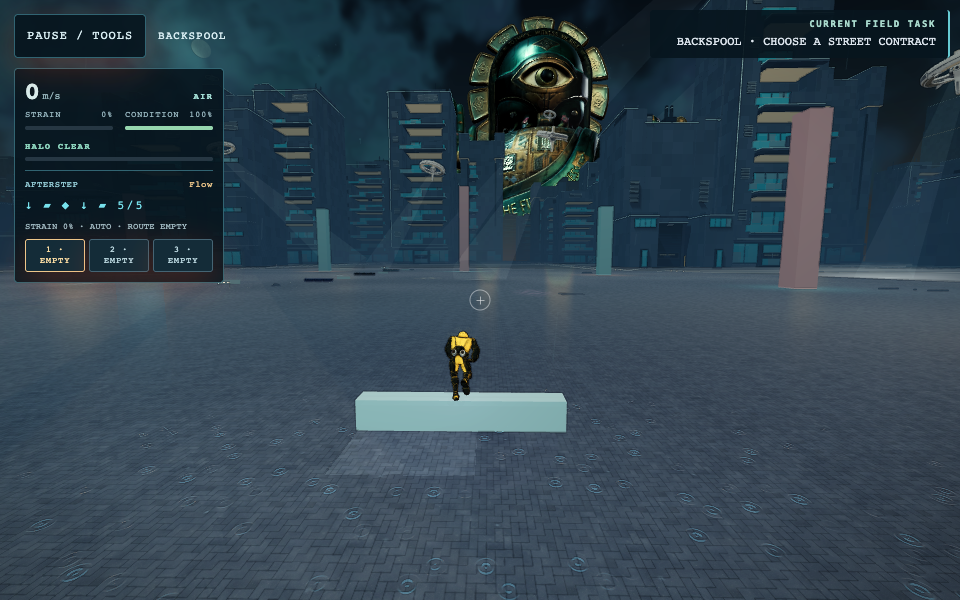 PAUSE / TOOLS
BACKSPOOL
CURRENT FIELD TASK
BACKSPOOL · CHOOSE A STREET CONTRACT
0 m/s
AIR
STRAIN 0%
CONDITION 100%
HALO CLEAR
AFTERSTEP
Flow
5/5
STRAIN 0% · AUTO · ROUTE EMPTY
1 · EMPTY
2 · EMPTY
3 · EMPTY